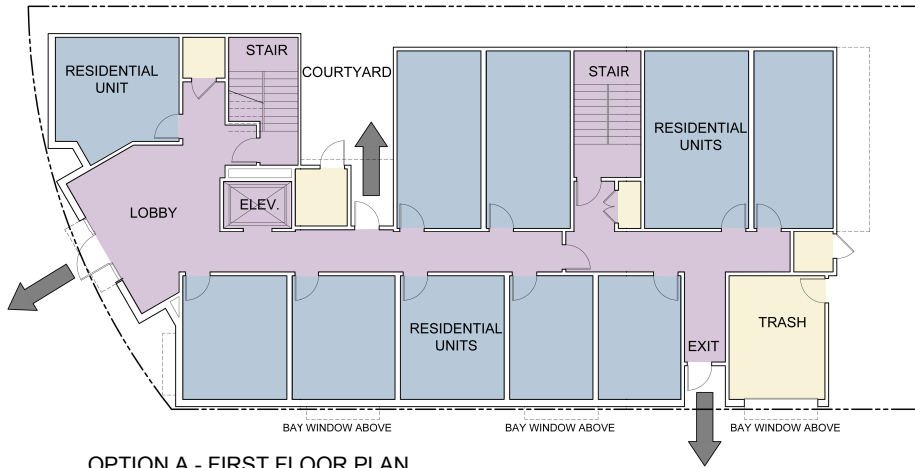 STAIR
COURTYARD
STAIR
RESIDENTIAL
UNIT
RESIDENTIAL
UNITS
LOBBY
ELEV.
RESIDENTIAL
UNITS
TRASH
EXIT
BAY WINDOW ABOVE
BAY WINDOW ABOVE
BAY WINDOW ABOVE
OPTION A - FIRST FLOOR PLAN